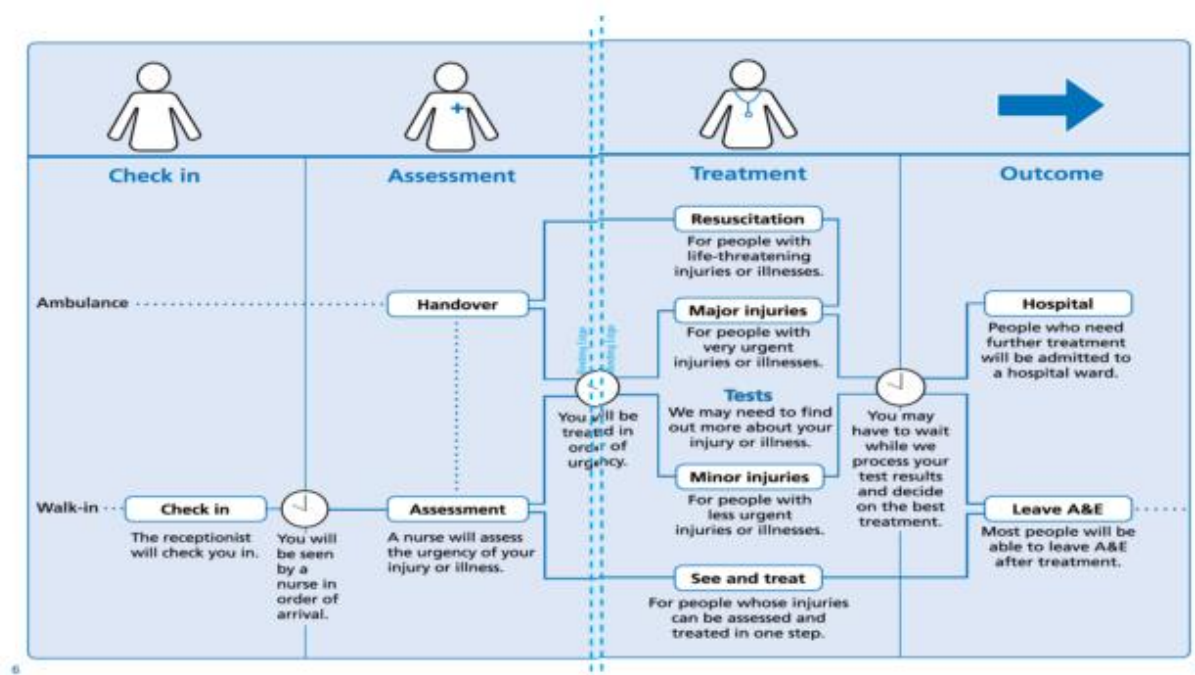 Check in
Assessment
Treatment
Outcome
Ambulance
Handover
Walk-in
Check in
The receptionist
will check you in.
You will
be seen
by a
nurse in
order of
arrival.
Assessment
A nurse will assess
the urgency of your
injury or illness.
You will be
treated in
order of
urgency.
Resuscitation
For people with
life-threatening
injuries or illnesses.
Major injuries
For people with
very urgent
injuries or illnesses.
Tests
We may need to find
out more about your
injury or illness.
Minor injuries
For people with
less urgent
injuries or illnesses.
See and treat
For people whose injuries
can be assessed and
treated in one step.
You may
have to wait
while we
process your
test results
and decide
on the best
treatment.
Hospital
People who need
further treatment
will be admitted to
a hospital ward.
Leave A&E
Most people will be
able to leave A&E
after treatment.
6